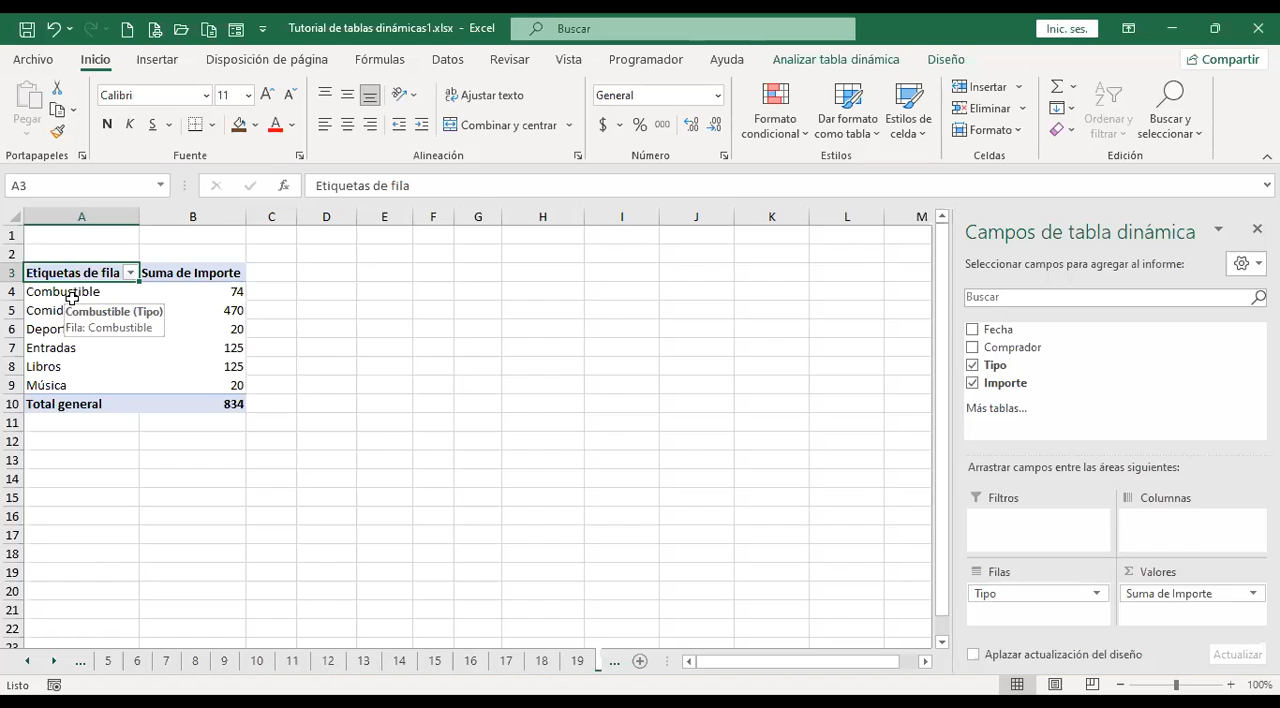 Tutorial de tablas dinámicas1.xlsx - Excel
Buscar
Inic. ses.
Archivo Inicio Insertar Disposición de página Fórmulas Datos Revisar Vista Programador Ayuda Analizar tabla dinámica Diseño Compartir
Pegar
Portapapeles
Calibri 11
N K S
Fuente
Ajustar texto
Combinar y centrar
Alineación
General
$ % 000
Número
Formato condicional
Dar formato como tabla
Estilos de celda
Estilos
Insertar
Eliminar
Formato
Celdas
Ordenar y filtrar
Buscar y seleccionar
Edición
A3 fx Etiquetas de fila
A B C D E F G H I J K L M
1
2
3 Etiquetas de fila Suma de Importe
4 Combustible 74
5 Comid 470
6 Depor 20
7 Entradas 125
8 Libros 125
9 Música 20
10 Total general 834
11
12
13
14
15
16
17
18
19
20
21
22
23
Combustible (Tipo)
Fila: Combustible
Campos de tabla dinámica
Seleccionar campos para agregar al informe:
Buscar
Fecha
Comprador
Tipo
Importe
Más tablas...
Arrastrar campos entre las áreas siguientes:
Filtros Columnas
Filas Σ Valores
Tipo Suma de Importe
Aplazar actualización del diseño Actualizar
... 5 6 7 8 9 10 11 12 13 14 15 16 17 18 19 ...
Listo 100%